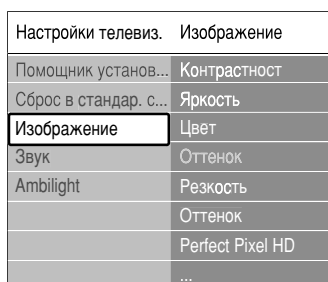 Настройки телевиз. Изображение
Помощник установ... Контрастност
Сброс в стандар. с... Яркость
Изображение Цвет
Звук Оттенок
Ambilight Резкость
Оттенок
Perfect Pixel HD
...